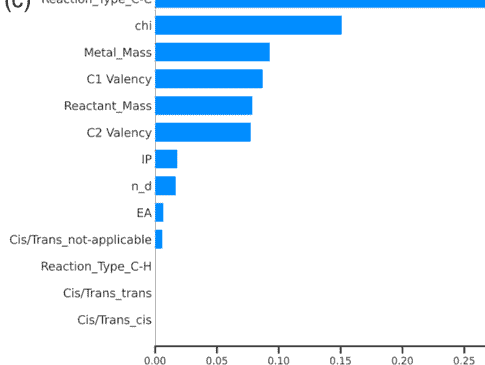 (c) Reaction_Type_C-C
chi
Metal_Mass
C1 Valency
Reactant_Mass
C2 Valency
IP
n_d
EA
Cis/Trans_not-applicable
Reaction_Type_C-H
Cis/Trans_trans
Cis/Trans_cis
0.00 0.05 0.10 0.15 0.20 0.25